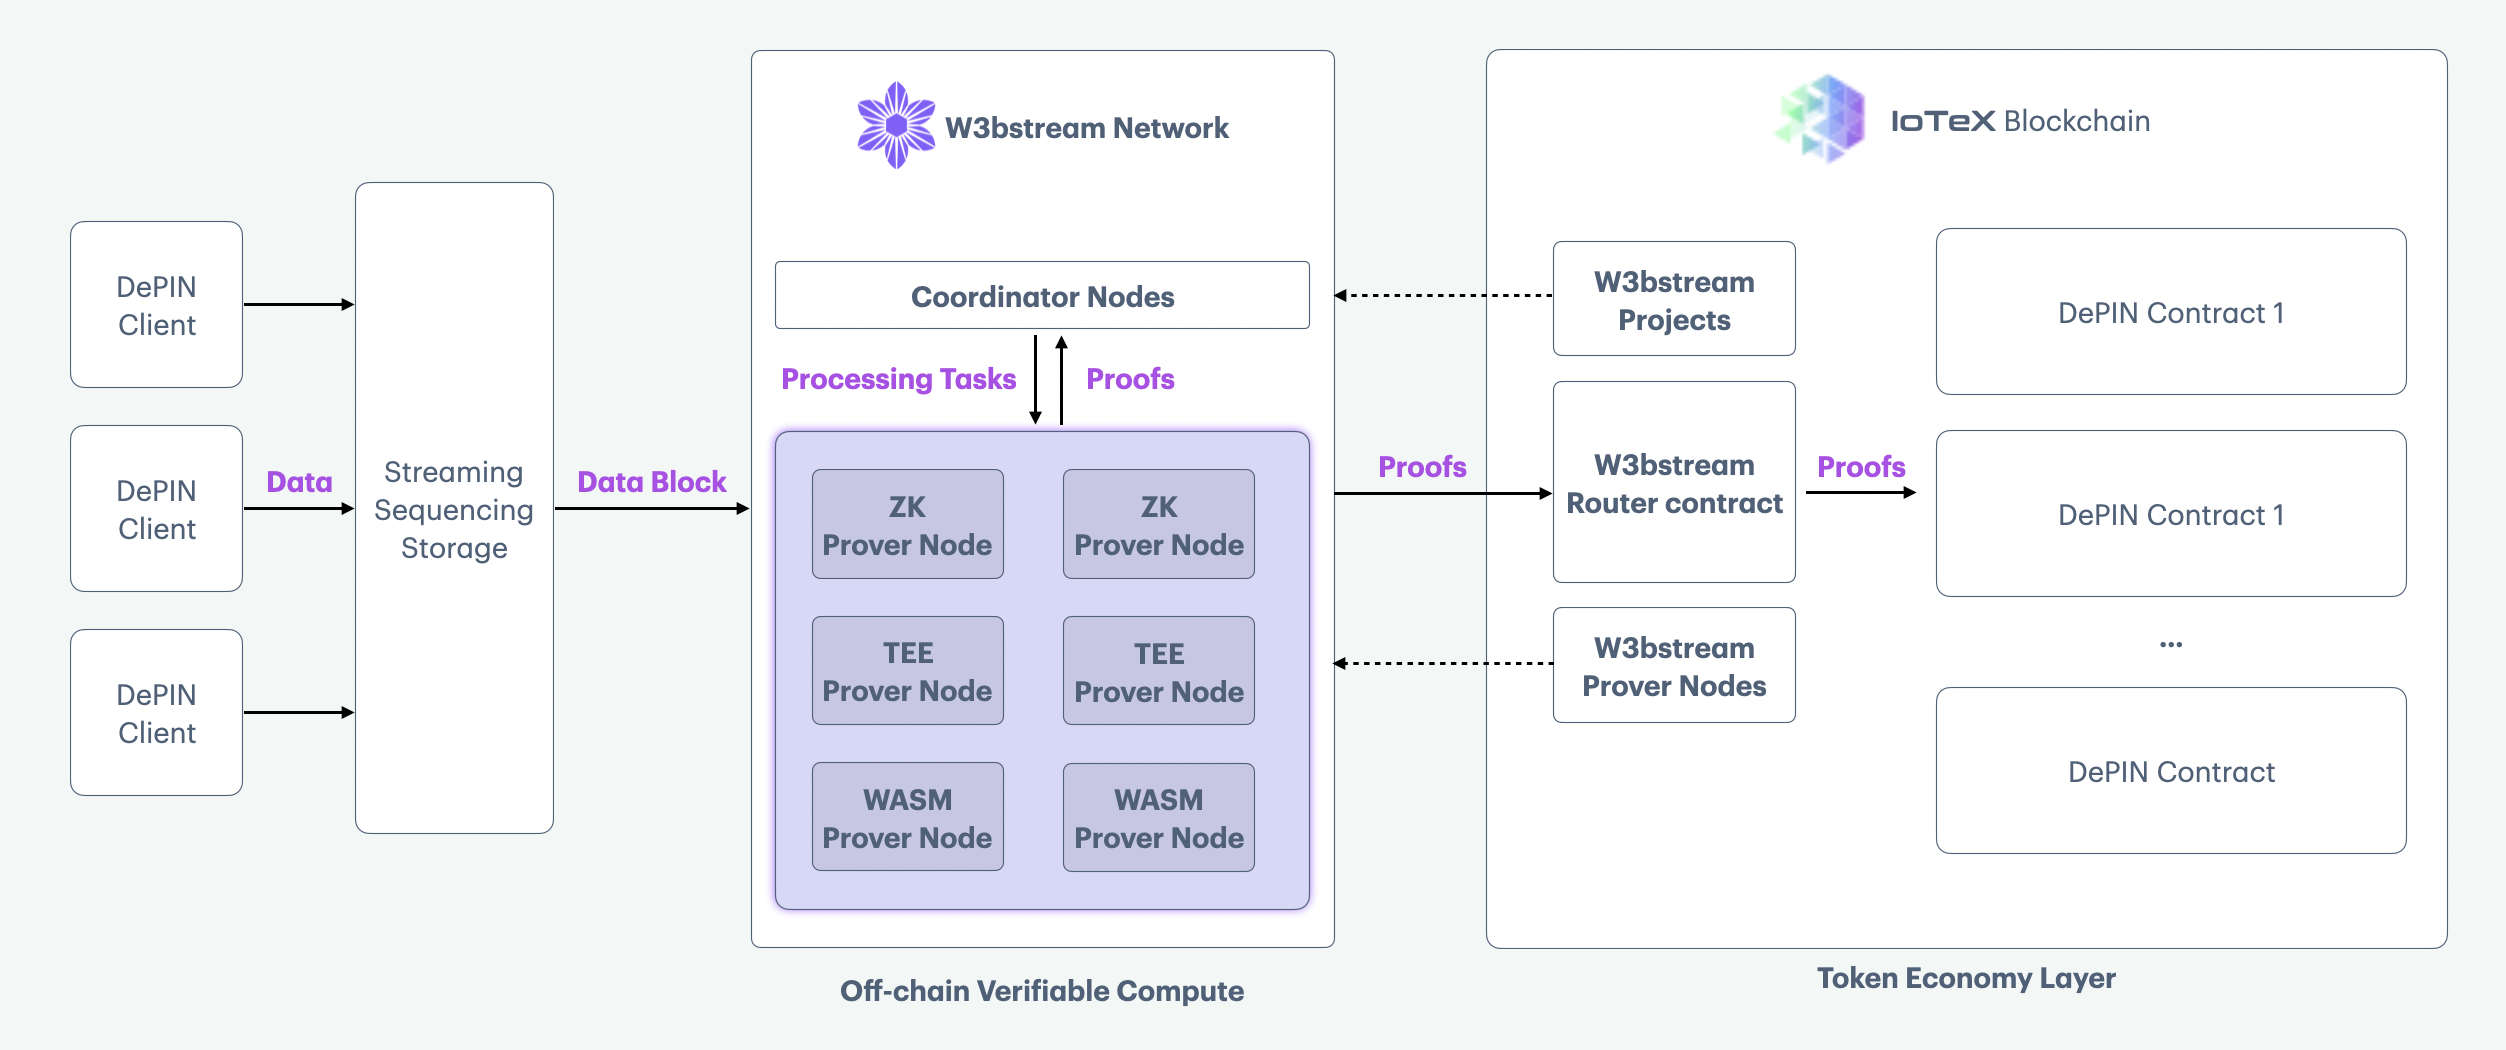 W3bstream Network
IoTeX Blockchain
DePIN
Client
DePIN
Client
DePIN
Client
Data
Streaming
Sequencing
Storage
Data Block
Coordinator Nodes
Processing Tasks
Proofs
ZK
Prover Node
ZK
Prover Node
TEE
Prover Node
TEE
Prover Node
WASM
Prover Node
WASM
Prover Node
Off-chain Verifiable Compute
Proofs
W3bstream
Projects
W3bstream
Router contract
W3bstream
Prover Nodes
Proofs
DePIN Contract 1
DePIN Contract 1
...
DePIN Contract
Token Economy Layer